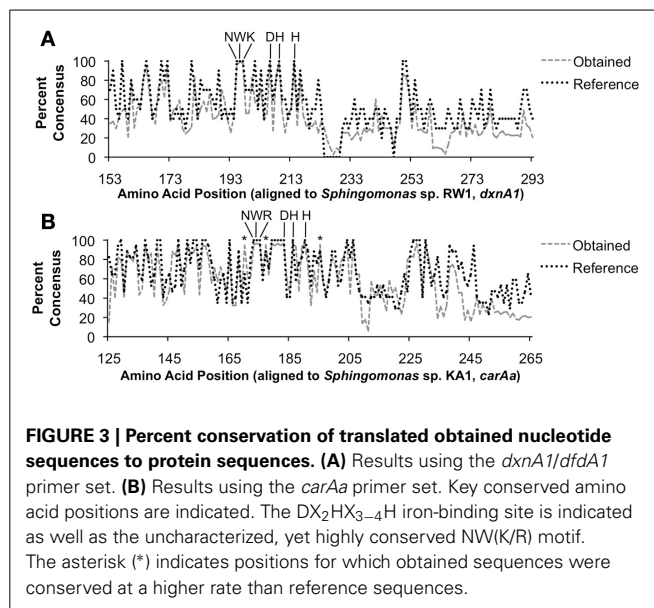 A
NWK DH H
Percent
Concensus
100
80
60
40
20
0
153 173 193 213 233 253 273 293
Amino Acid Position (aligned to Sphingomonas sp. RW1, dxnA1)
Obtained
Reference
B
NWR DH H
* * *
Percent
Concensus
100
80
60
40
20
0
125 145 165 185 205 225 245 265
Amino Acid Position (aligned to Sphingomonas sp. KA1, carAa)
Obtained
Reference
FIGURE 3 | Percent conservation of translated obtained nucleotide
sequences to protein sequences. (A) Results using the dxnA1/dfdA1
primer set. (B) Results using the carAa primer set. Key conserved amino
acid positions are indicated. The DX₂HX₃₋₄H iron-binding site is indicated
as well as the uncharacterized, yet highly conserved NW(K/R) motif.
The asterisk (*) indicates positions for which obtained sequences were
conserved at a higher rate than reference sequences.